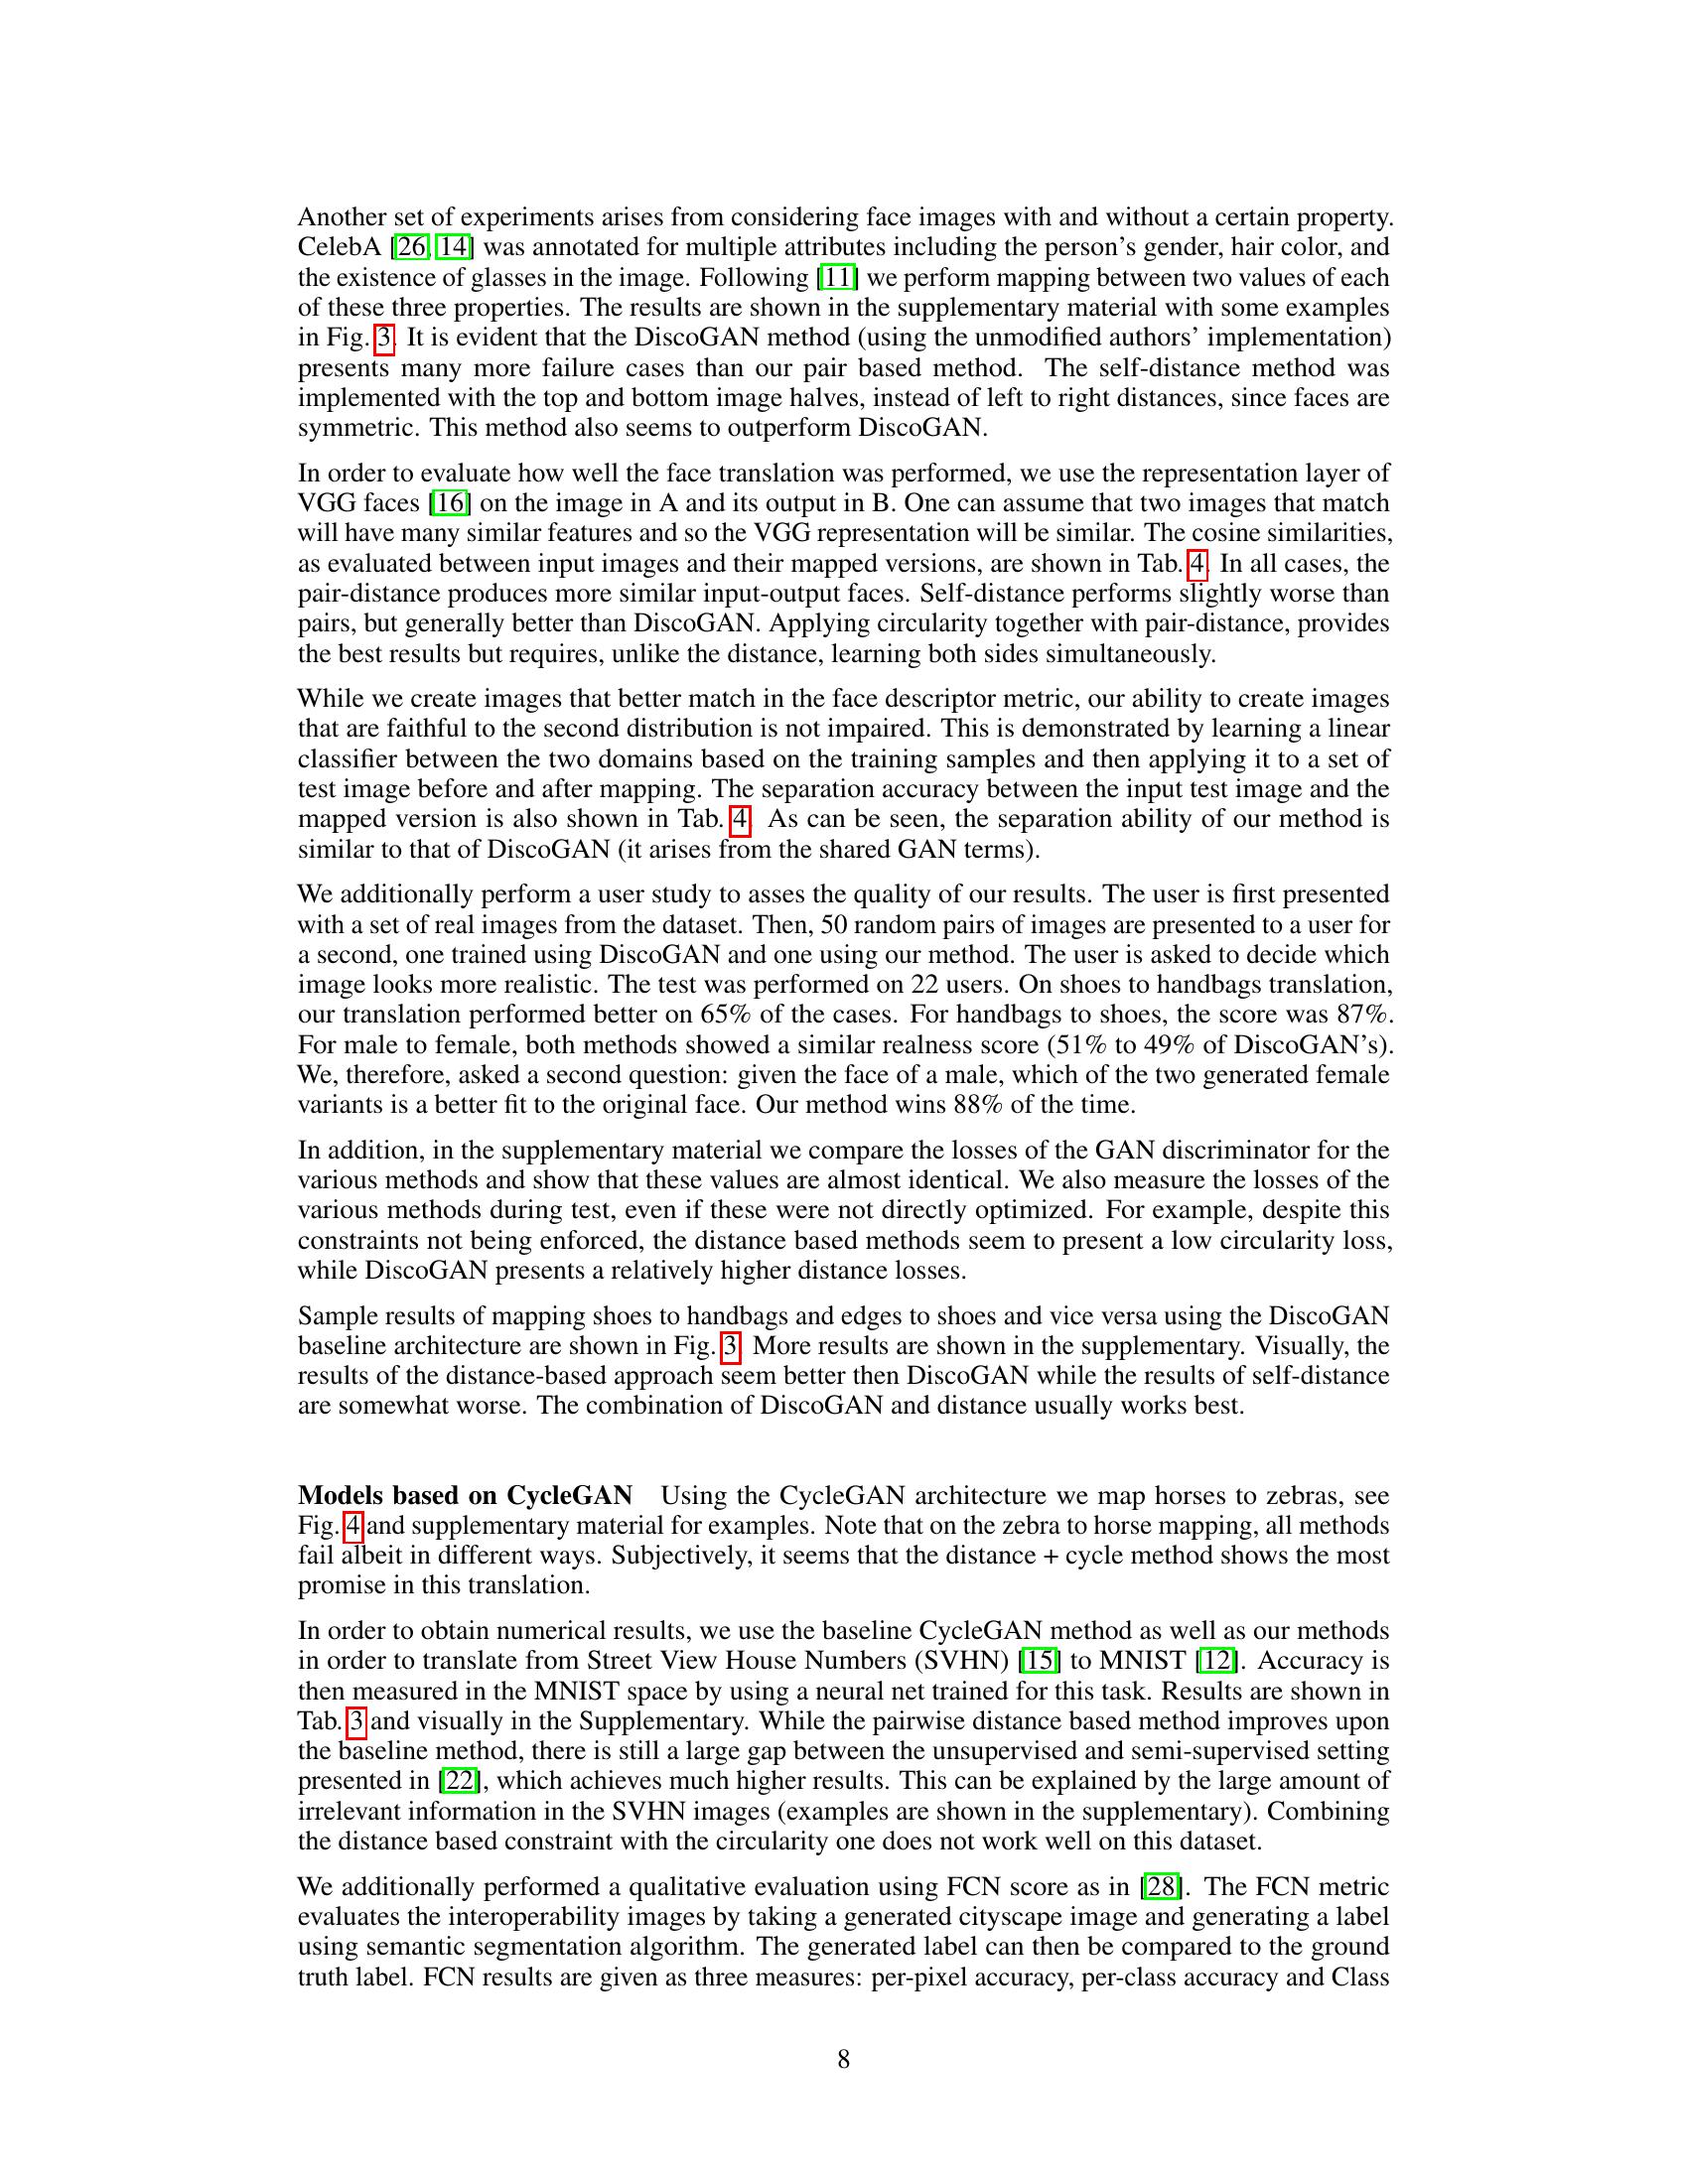 Another set of experiments arises from considering face images with and without a certain property.
CelebA [26, 14] was annotated for multiple attributes including the person's gender, hair color, and
the existence of glasses in the image. Following [11] we perform mapping between two values of each
of these three properties. The results are shown in the supplementary material with some examples
in Fig. 3. It is evident that the DiscoGAN method (using the unmodified authors' implementation)
presents many more failure cases than our pair based method. The self-distance method was
implemented with the top and bottom image halves, instead of left to right distances, since faces are
symmetric. This method also seems to outperform DiscoGAN.
In order to evaluate how well the face translation was performed, we use the representation layer of
VGG faces [16] on the image in A and its output in B. One can assume that two images that match
will have many similar features and so the VGG representation will be similar. The cosine similarities,
as evaluated between input images and their mapped versions, are shown in Tab. 4. In all cases, the
pair-distance produces more similar input-output faces. Self-distance performs slightly worse than
pairs, but generally better than DiscoGAN. Applying circularity together with pair-distance, provides
the best results but requires, unlike the distance, learning both sides simultaneously.
While we create images that better match in the face descriptor metric, our ability to create images
that are faithful to the second distribution is not impaired. This is demonstrated by learning a linear
classifier between the two domains based on the training samples and then applying it to a set of
test image before and after mapping. The separation accuracy between the input test image and the
mapped version is also shown in Tab. 4. As can be seen, the separation ability of our method is
similar to that of DiscoGAN (it arises from the shared GAN terms).
We additionally perform a user study to asses the quality of our results. The user is first presented
with a set of real images from the dataset. Then, 50 random pairs of images are presented to a user for
a second, one trained using DiscoGAN and one using our method. The user is asked to decide which
image looks more realistic. The test was performed on 22 users. On shoes to handbags translation,
our translation performed better on 65% of the cases. For handbags to shoes, the score was 87%.
For male to female, both methods showed a similar realness score (51% to 49% of DiscoGAN's).
We, therefore, asked a second question: given the face of a male, which of the two generated female
variants is a better fit to the original face. Our method wins 88% of the time.
In addition, in the supplementary material we compare the losses of the GAN discriminator for the
various methods and show that these values are almost identical. We also measure the losses of the
various methods during test, even if these were not directly optimized. For example, despite this
constraints not being enforced, the distance based methods seem to present a low circularity loss,
while DiscoGAN presents a relatively higher distance losses.
Sample results of mapping shoes to handbags and edges to shoes and vice versa using the DiscoGAN
baseline architecture are shown in Fig. 3. More results are shown in the supplementary. Visually, the
results of the distance-based approach seem better then DiscoGAN while the results of self-distance
are somewhat worse. The combination of DiscoGAN and distance usually works best.
Models based on CycleGAN Using the CycleGAN architecture we map horses to zebras, see
Fig. 4 and supplementary material for examples. Note that on the zebra to horse mapping, all methods
fail albeit in different ways. Subjectively, it seems that the distance + cycle method shows the most
promise in this translation.
In order to obtain numerical results, we use the baseline CycleGAN method as well as our methods
in order to translate from Street View House Numbers (SVHN) [15] to MNIST [12]. Accuracy is
then measured in the MNIST space by using a neural net trained for this task. Results are shown in
Tab. 3 and visually in the Supplementary. While the pairwise distance based method improves upon
the baseline method, there is still a large gap between the unsupervised and semi-supervised setting
presented in [22], which achieves much higher results. This can be explained by the large amount of
irrelevant information in the SVHN images (examples are shown in the supplementary). Combining
the distance based constraint with the circularity one does not work well on this dataset.
We additionally performed a qualitative evaluation using FCN score as in [28]. The FCN metric
evaluates the interoperability images by taking a generated cityscape image and generating a label
using semantic segmentation algorithm. The generated label can then be compared to the ground
truth label. FCN results are given as three measures: per-pixel accuracy, per-class accuracy and Class
8